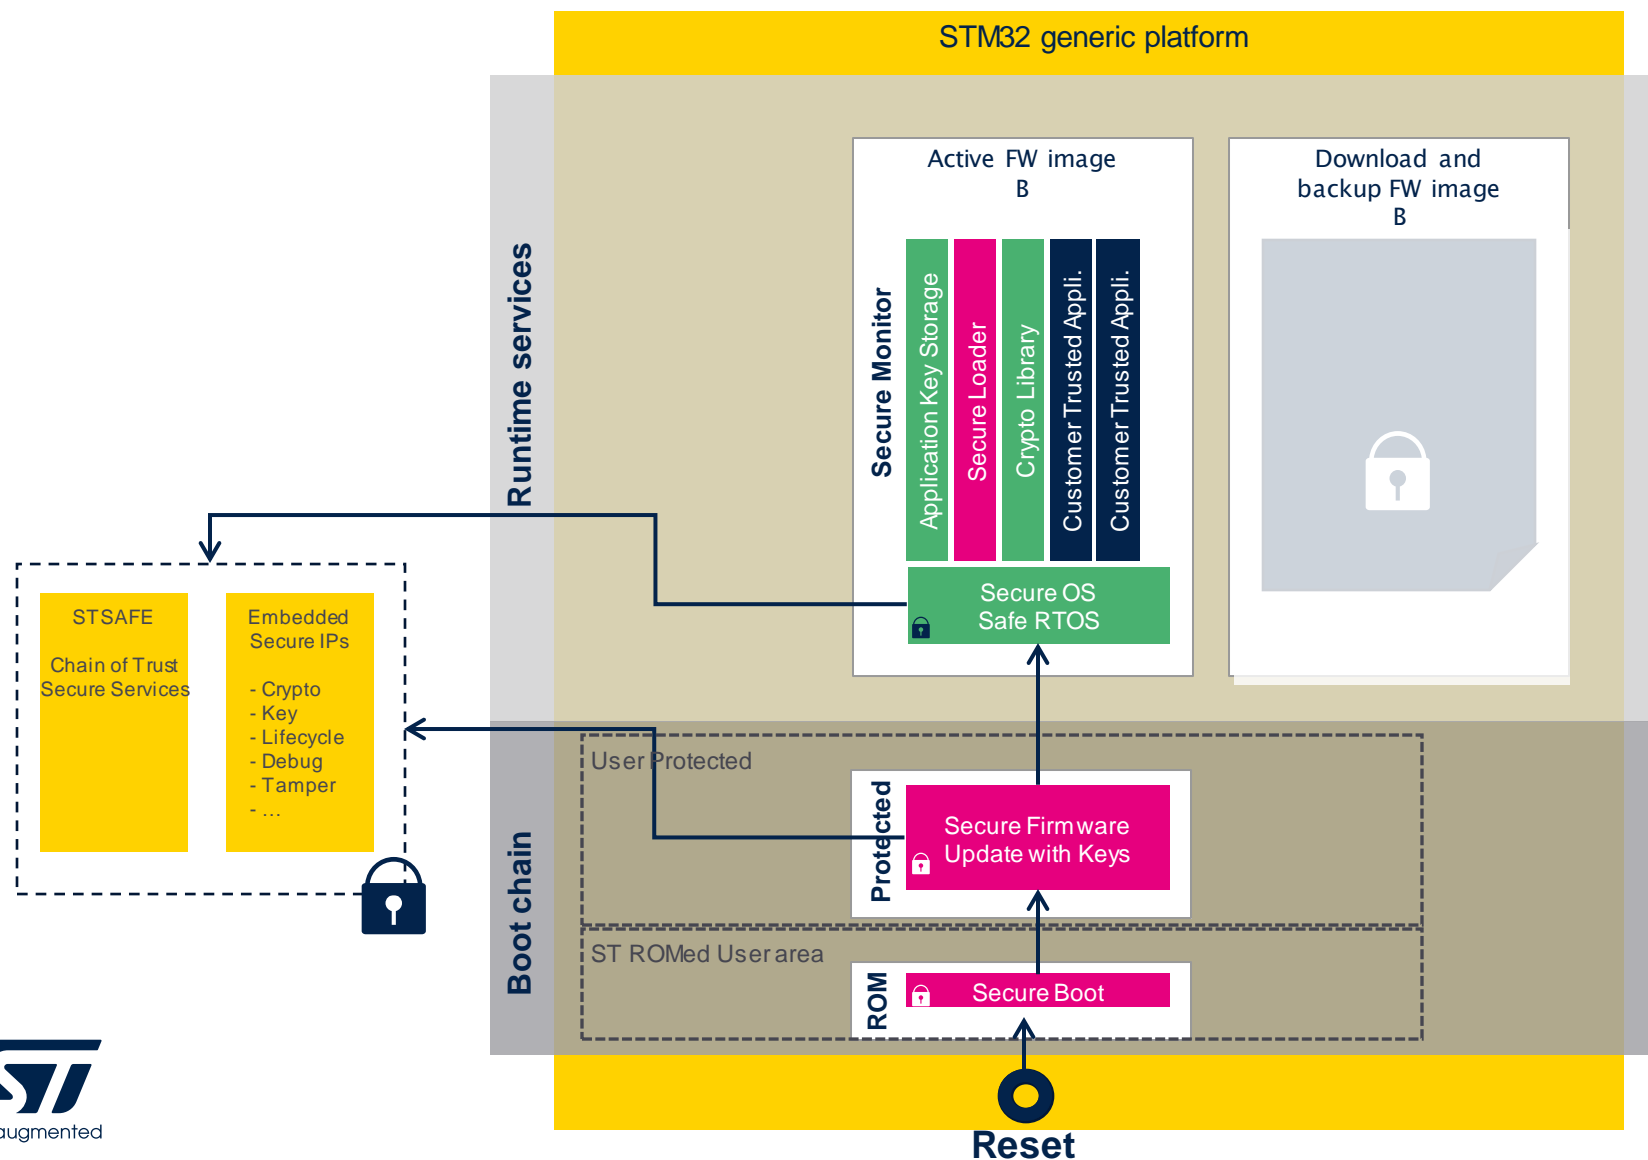 STM32 generic platform
Runtime services
Active FW image
B
Secure Monitor
Application Key Storage
Secure Loader
Crypto Library
Customer Trusted Appli.
Customer Trusted Appli.
Secure OS
Safe RTOS
Download and
backup FW image
B
STSAFE
Chain of Trust
Secure Services
Embedded
Secure IPs
- Crypto
- Key
- Lifecycle
- Debug
- Tamper
- ...
Boot chain
User Protected
Protected
Secure Firmware
Update with Keys
ST ROMed User area
ROM
Secure Boot
Reset
ST
augmented